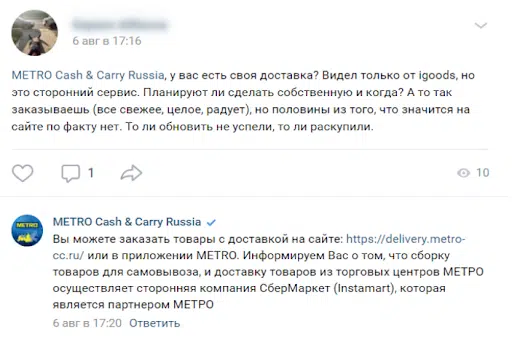 6 авг в 17:16
METRO Cash & Carry Russia, у вас есть своя доставка? Видел только от igoods, но
это сторонний сервис. Планируют ли сделать собственную и когда? А то так
заказываешь (все свежее, целое, радует), но половины из того, что значится на
сайте по факту нет. То ли обновить не успели, то ли раскупили.
1
10
METRO
METRO Cash & Carry Russia
Вы можете заказать товары с доставкой на сайте: https://delivery.metro-
cc.ru/ или в приложении METRO. Информируем Вас о том, что сборку
товаров для самовывоза, и доставку товаров из торговых центров МЕТРО
осуществляет сторонняя компания СберМаркет (Instamart), которая
является партнером МЕТРО
6 авг в 17:20 Ответить